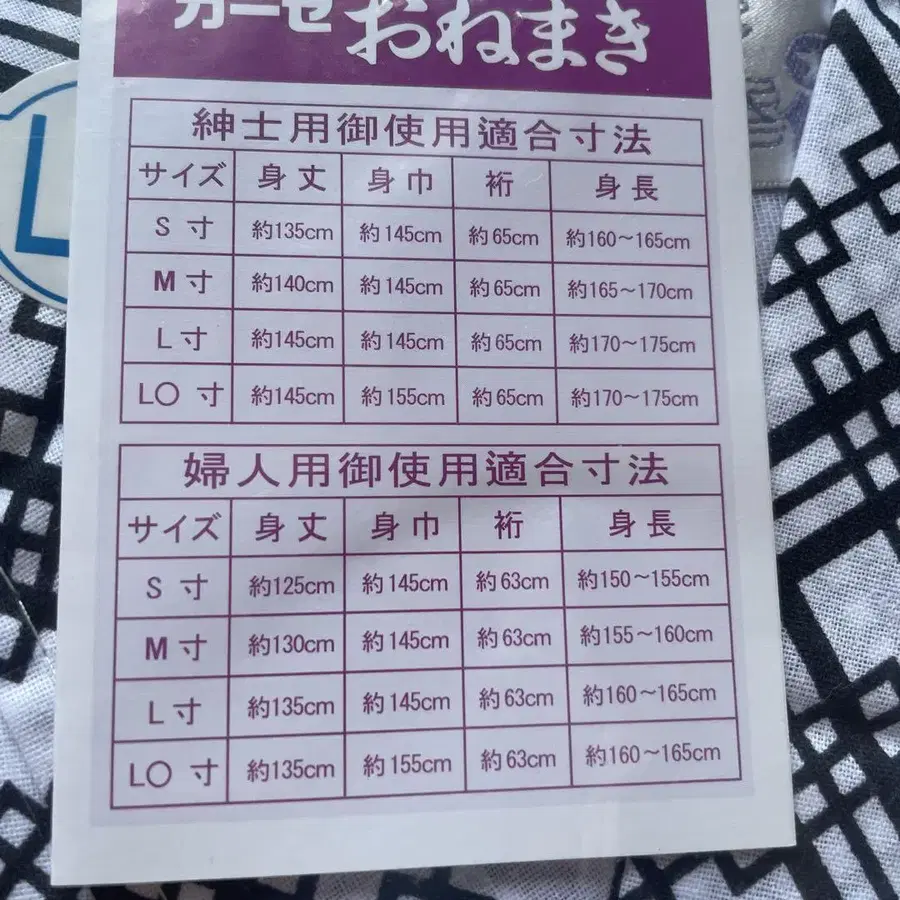 ガーゼ おねまき
L
紳士用御使用適合寸法
サイズ 身丈 身巾 裄 身長
S寸 約135cm 約145cm 約65cm 約160〜165cm
M寸 約140cm 約145cm 約65cm 約165〜170cm
L寸 約145cm 約145cm 約65cm 約170〜175cm
LO寸 約145cm 約155cm 約65cm 約170〜175cm
婦人用御使用適合寸法
サイズ 身丈 身巾 裄 身長
S寸 約125cm 約145cm 約63cm 約150〜155cm
M寸 約130cm 約145cm 約63cm 約155〜160cm
L寸 約135cm 約145cm 約63cm 約160〜165cm
LO寸 約135cm 約155cm 約63cm 約160〜165cm